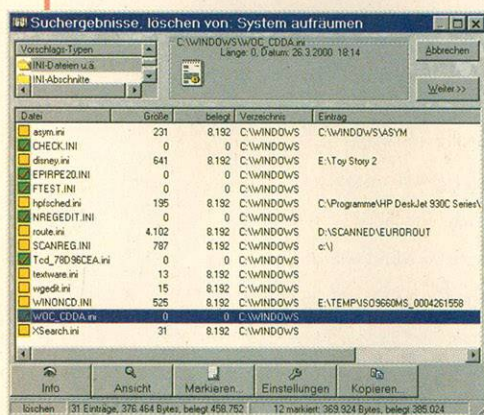 Suchergebnisse, löschen von: System aufräumen
Vorschlags-Typen
INI-Dateien u.ä.
INI-Abschnitte
C:\WINDOWS\WOC_CDDA.ini
Länge: 0, Datum: 26.3.2000 18:14
Abbrechen
Weiter >>
Datei Größe belegt Verzeichnis Eintrag
asym.ini 231 8.192 C:\WINDOWS C:\WINDOWS\ASYM
CHECK.INI 0 0 C:\WINDOWS
disney.ini 641 8.192 C:\WINDOWS E:\Toy Story 2
EPIRPE20.INI 0 0 C:\WINDOWS
FTEST.INI 0 0 C:\WINDOWS
hpfsched.ini 195 8.192 C:\WINDOWS C:\Programme\HP DeskJet 930C Series\
NREGEDIT.INI 0 0 C:\WINDOWS
route.ini 4.102 8.192 C:\WINDOWS D:\SCANNED\EUROROUT
SCANREG.INI 787 8.192 C:\WINDOWS c:\)
Tcd_78D96CEA.ini 0 0 C:\WINDOWS
textware.ini 13 8.192 C:\WINDOWS
wgedit.ini 15 8.192 C:\WINDOWS
WINONCD.INI 525 8.192 C:\WINDOWS E:\TEMP\ISO9660MS_0004261558
WOC_CDDA.ini 0 0 C:\WINDOWS
XSearch.ini 31 8.192 C:\WINDOWS
Info Ansicht Markieren... Einstellungen Kopieren...
löschen 31 Einträge, 376.464 Bytes, belegt 458.752 12 markiert: 369.924 Bytes, belegt 385.024